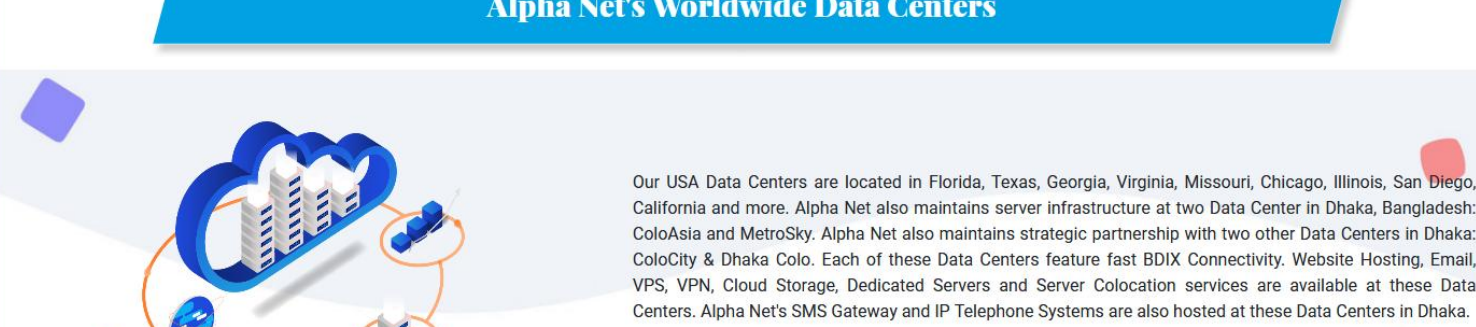 Alpha Net's Worldwide Data Centers
Our USA Data Centers are located in Florida, Texas, Georgia, Virginia, Missouri, Chicago, Illinois, San Diego,
California and more. Alpha Net also maintains server infrastructure at two Data Center in Dhaka, Bangladesh:
ColoAsia and MetroSky. Alpha Net also maintains strategic partnership with two other Data Centers in Dhaka:
ColoCity & Dhaka Colo. Each of these Data Centers feature fast BDIX Connectivity. Website Hosting, Email,
VPS, VPN, Cloud Storage, Dedicated Servers and Server Colocation services are available at these Data
Centers. Alpha Net's SMS Gateway and IP Telephone Systems are also hosted at these Data Centers in Dhaka.